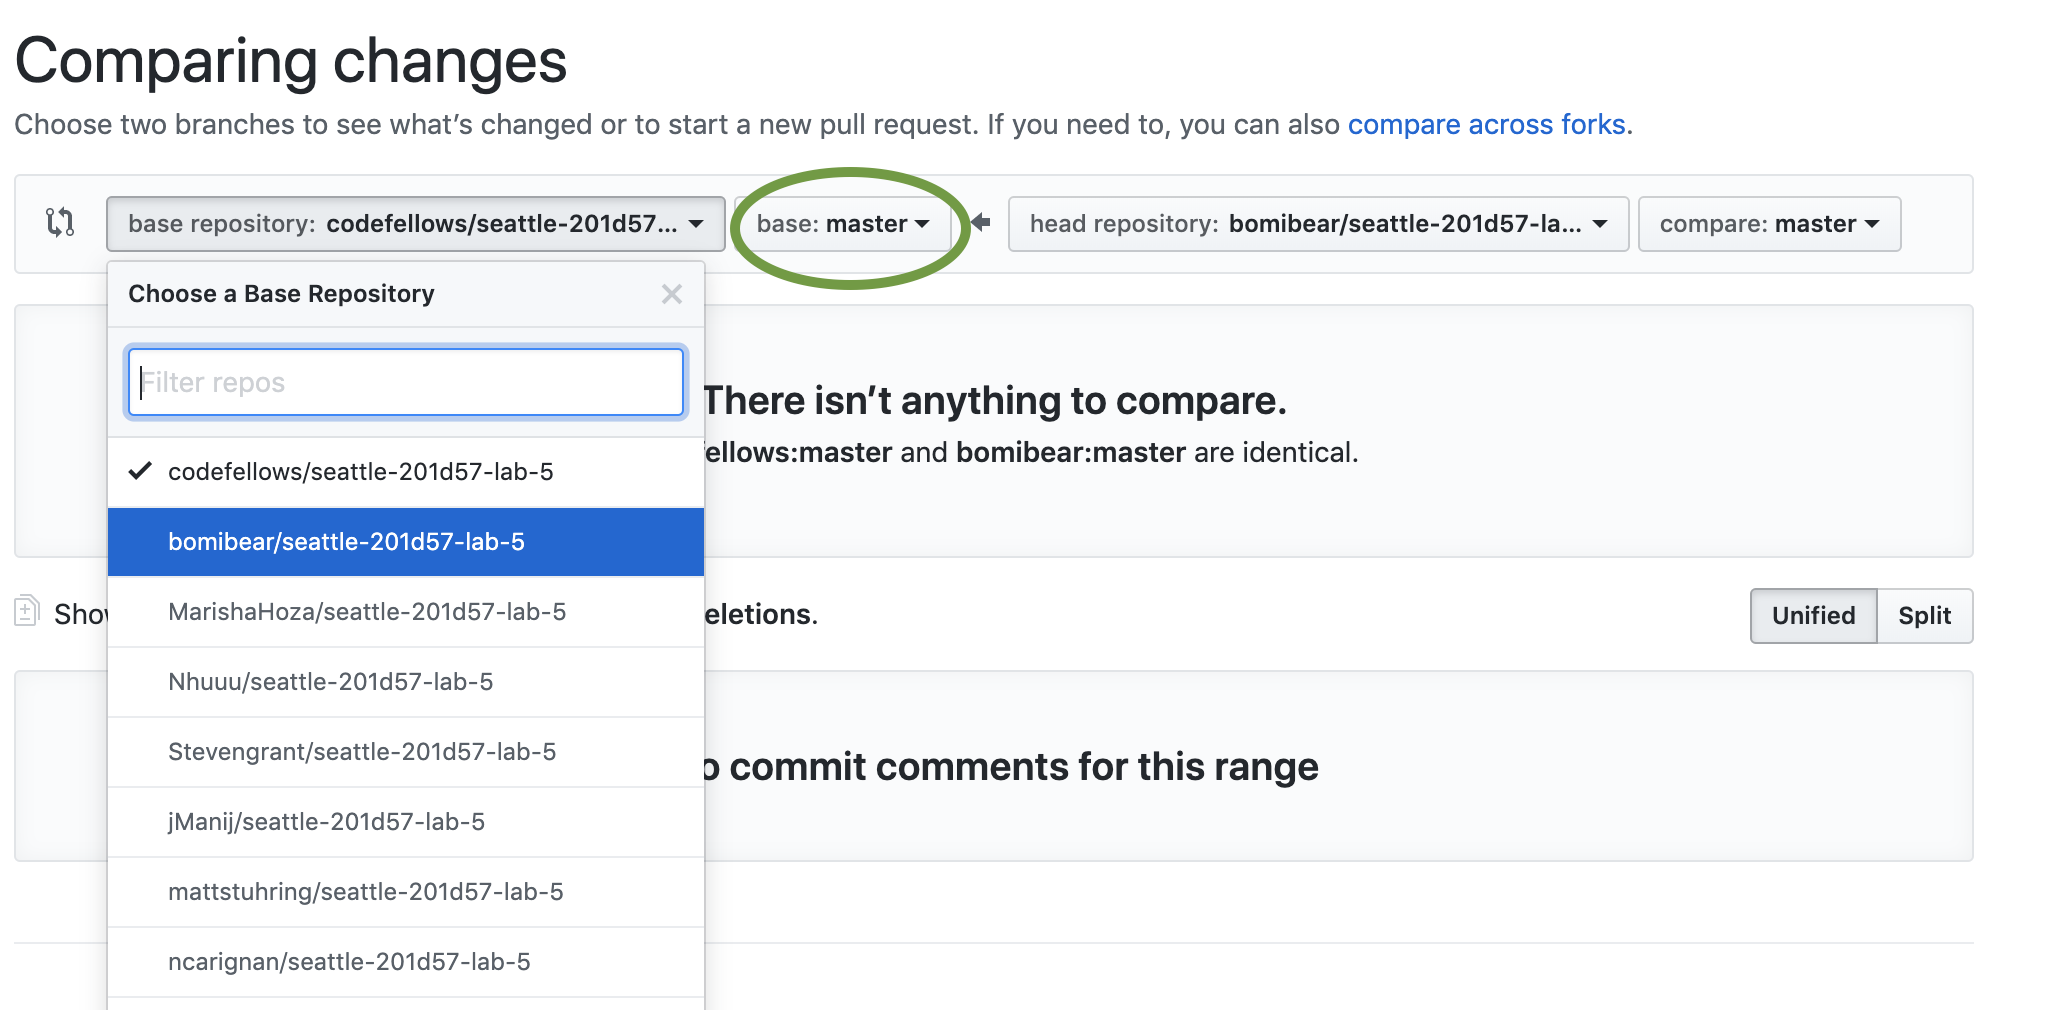 Comparing changes
Choose two branches to see what’s changed or to start a new pull request. If you need to, you can also compare across forks.
base repository: codefellows/seattle-201d57... base: master head repository: bomibear/seattle-201d57-la... compare: master
Choose a Base Repository
Filter repos
There isn’t anything to compare.
ellows:master and bomibear:master are identical.
codefellows/seattle-201d57-lab-5
bomibear/seattle-201d57-lab-5
MarishaHoza/seattle-201d57-lab-5
Show eletions. Unified Split
Nhuuu/seattle-201d57-lab-5
Stevengrant/seattle-201d57-lab-5
o commit comments for this range
jManij/seattle-201d57-lab-5
mattstuhring/seattle-201d57-lab-5
ncarignan/seattle-201d57-lab-5